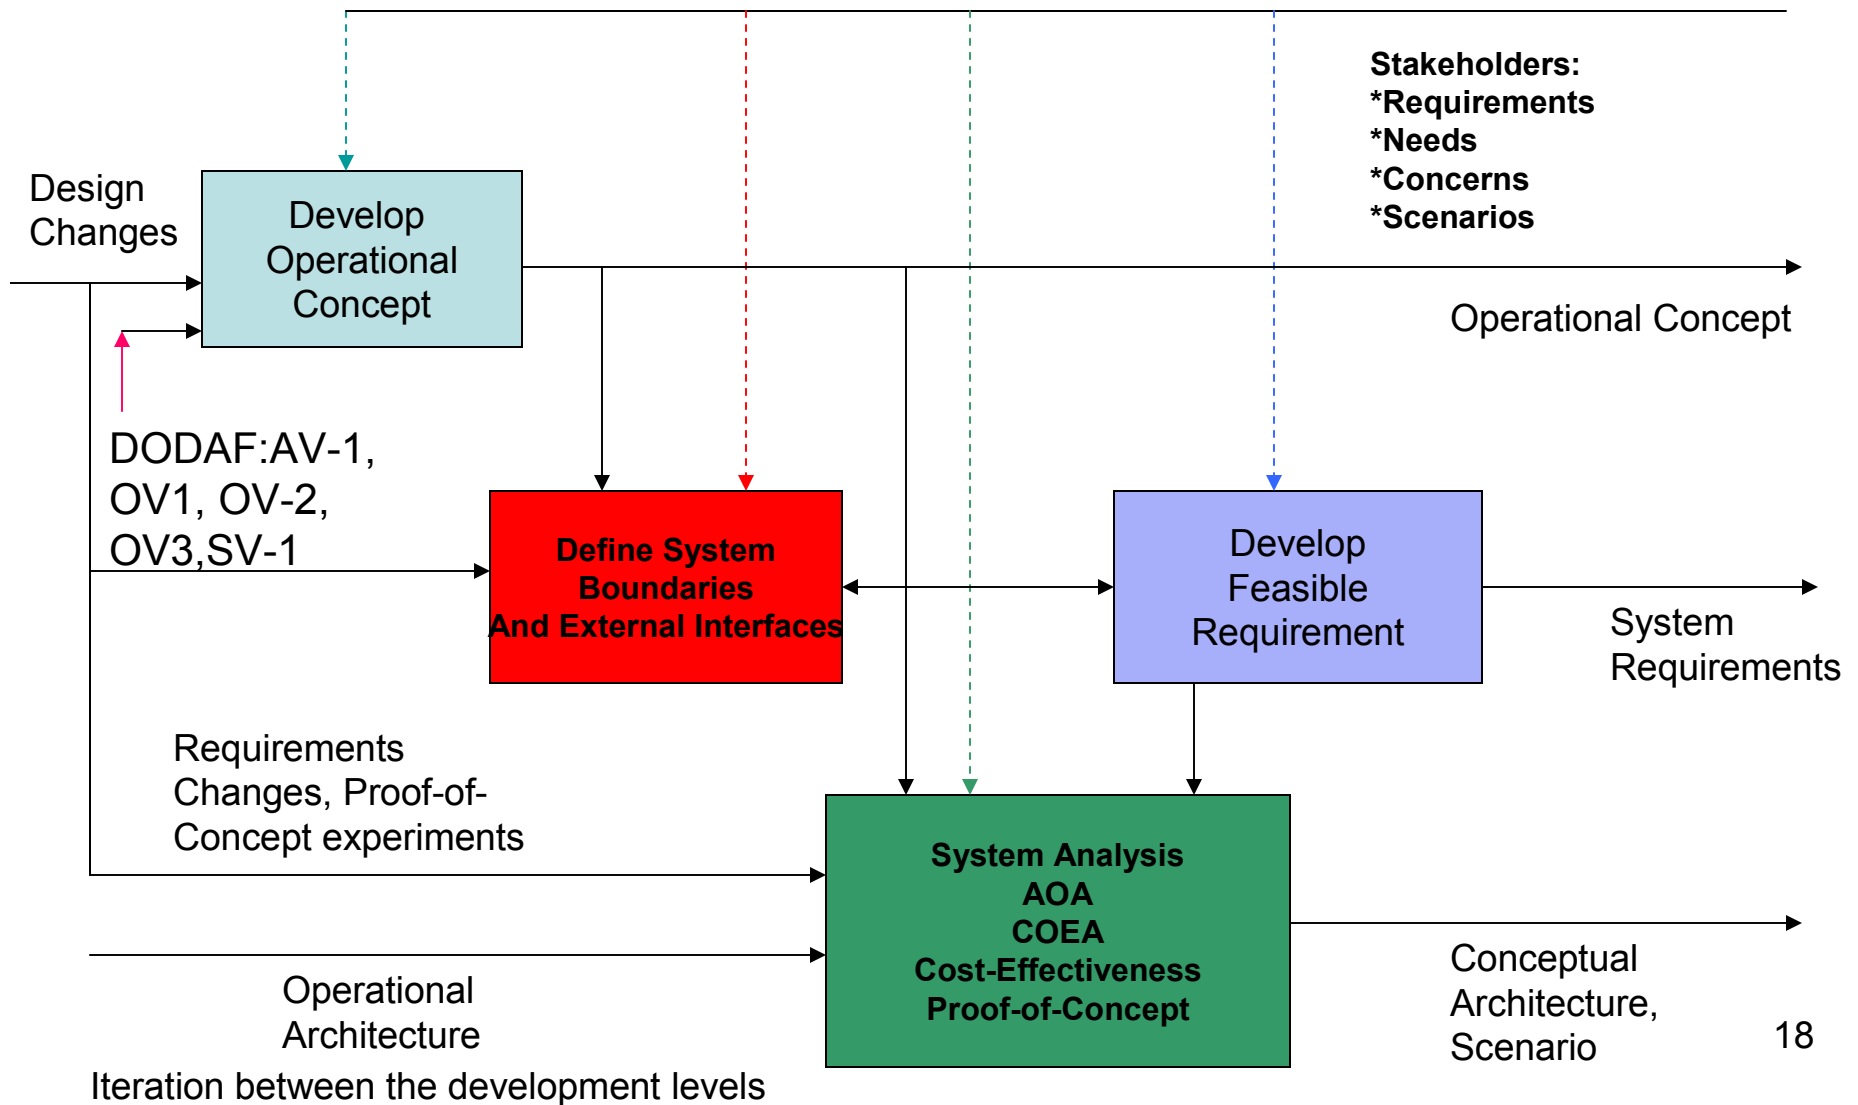 Stakeholders:
*Requirements
*Needs
*Concerns
*Scenarios
Design
Changes
Develop
Operational
Concept
Operational Concept
DODAF:AV-1,
OV1, OV-2,
OV3,SV-1
Define System
Boundaries
And External Interfaces
Develop
Feasible
Requirement
System
Requirements
Requirements
Changes, Proof-of-
Concept experiments
System Analysis
AOA
COEA
Cost-Effectiveness
Proof-of-Concept
Operational
Architecture
Conceptual
Architecture,
Scenario
18
Iteration between the development levels